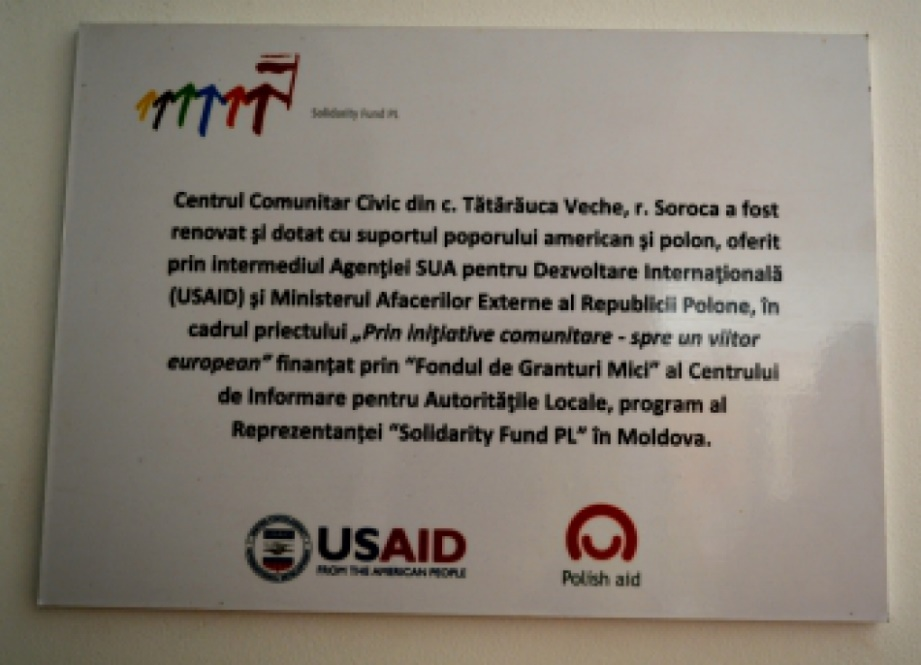 Solidarity Fund PL
Centrul Comunitar Civic din c. Tătărăuca Veche, r. Soroca a fost
renovat și dotat cu suportul poporului american și polon, oferit
prin intermediul Agenției SUA pentru Dezvoltare Internațională
(USAID) și Ministerul Afacerilor Externe al Republicii Polone, în
cadrul priectului „Prin inițiative comunitare - spre un viitor
european” finanțat prin “Fondul de Granturi Mici” al Centrului
de Informare pentru Autoritățile Locale, program al
Reprezentanței “Solidarity Fund PL” în Moldova.
USAID
FROM THE AMERICAN PEOPLE
Polish aid